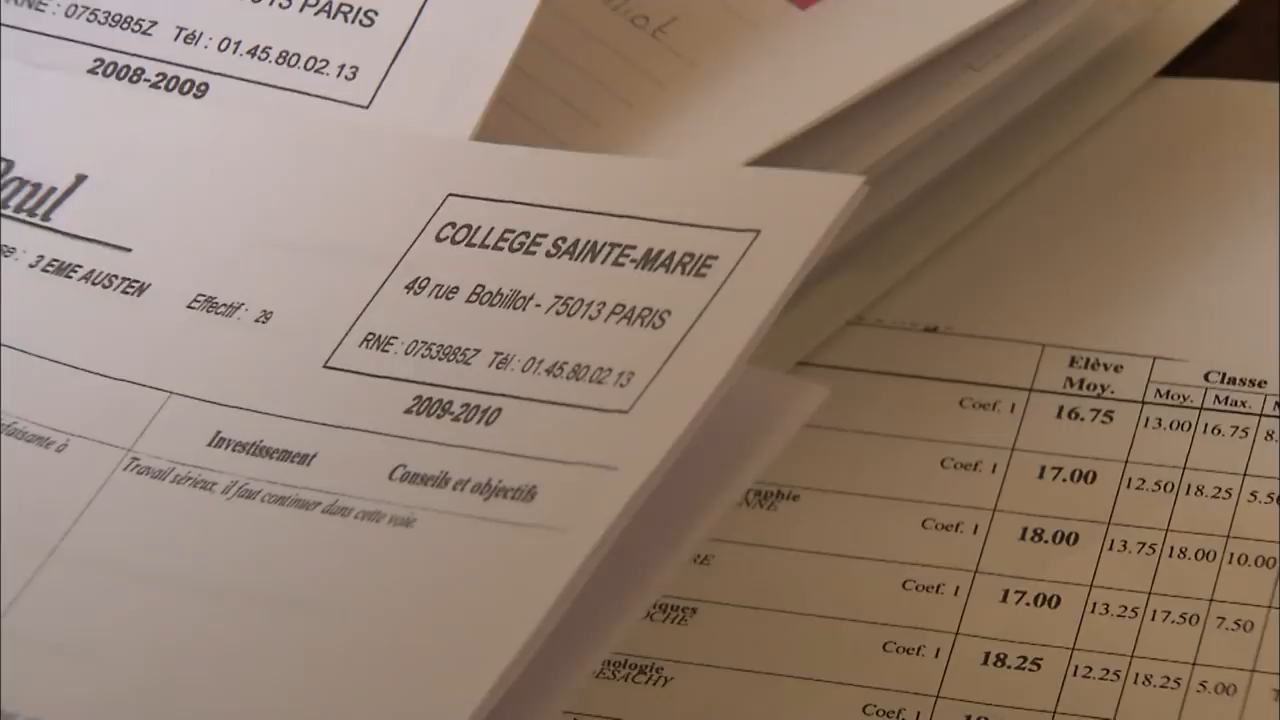 75013 PARIS
RNE : 0753985Z Tél : 01.45.80.02.13
2008-2009
Paul
3 EME AUSTEN Effectif : 29
COLLEGE SAINTE-MARIE
49 rue Bobillot - 75013 PARIS
RNE : 0753985Z Tél : 01.45.80.02.13
2009-2010
Investissement Conseils et objectifs
Travail sérieux, il faut continuer dans cette voie.
Elève Classe
Moy. Moy. Max.
Coef. 1 16.75 13.00 16.75
Coef. 1 17.00 12.50 18.25
Coef. 1 18.00 13.75 18.00 10.00
Coef. 1 17.00 13.25 17.50 7.50
Coef. 1 18.25 12.25 18.25 5.00
Coef. 1